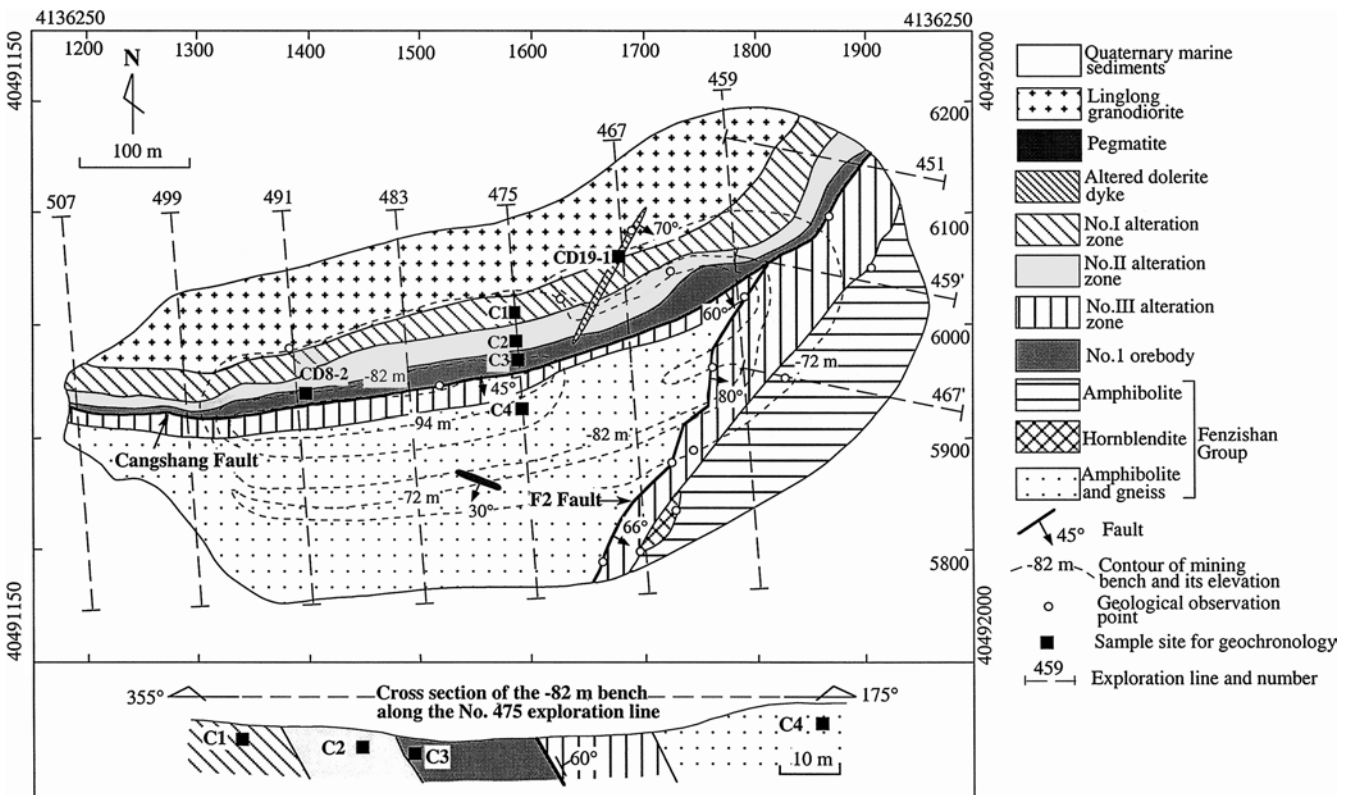 4136250
4136250
1200
1300
1400
1500
1600
1700
1800
1900
40491150
40492000
N
100 m
459
467
6200
451
507
499
491
483
475
6100
70°
CD19-1
459'
C1
60°
6000
C2
C3
CD8-2
-82 m
-72 m
45°
80°
467'
C4
-94 m
-82 m
5900
Cangshang Fault
-72 m
F2 Fault
30°
66°
5800
40491150
40492000
355°
Cross section of the -82 m bench
along the No. 475 exploration line
175°
C1
C2
C3
C4
60°
10 m
Quaternary marine
sediments
Linglong
granodiorite
Pegmatite
Altered dolerite
dyke
No.I alteration
zone
No.II alteration
zone
No.III alteration
zone
No.1 orebody
Amphibolite
Hornblendite
Fenzishan
Group
Amphibolite
and gneiss
45°
Fault
-82 m
Contour of mining
bench and its elevation
Geological observation
point
Sample site for geochronology
459
Exploration line and number